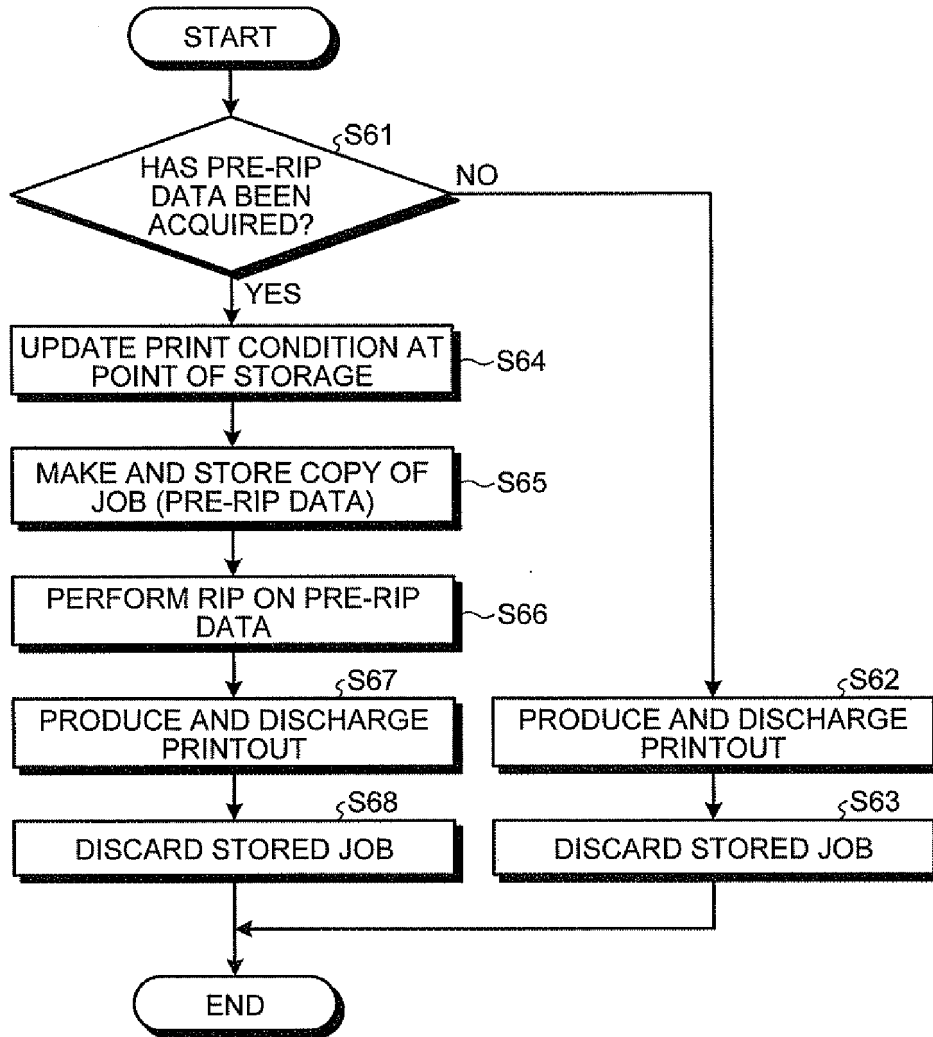 START
S61
HAS PRE-RIP
DATA BEEN
ACQUIRED?
NO
YES
UPDATE PRINT CONDITION AT
POINT OF STORAGE
S64
MAKE AND STORE COPY OF
JOB (PRE-RIP DATA)
S65
PERFORM RIP ON PRE-RIP
DATA
S66
S67
PRODUCE AND DISCHARGE
PRINTOUT
S62
PRODUCE AND DISCHARGE
PRINTOUT
S68
DISCARD STORED JOB
S63
DISCARD STORED JOB
END